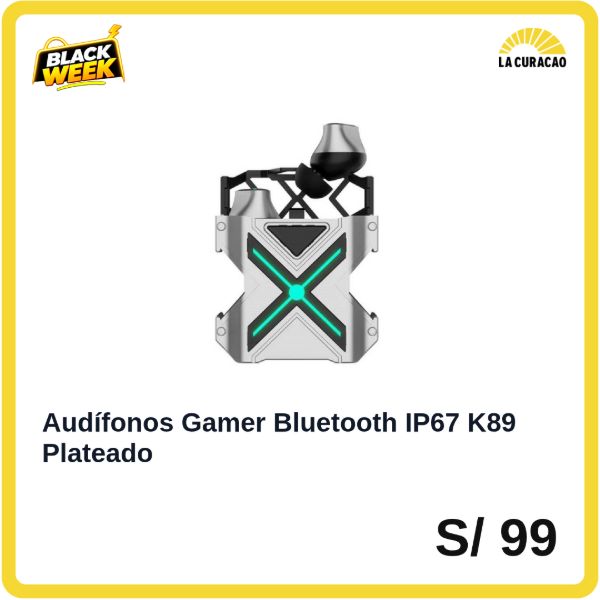 BLACK
WEEK
LA CURACAO
Audífonos Gamer Bluetooth IP67 K89
Plateado
S/ 99